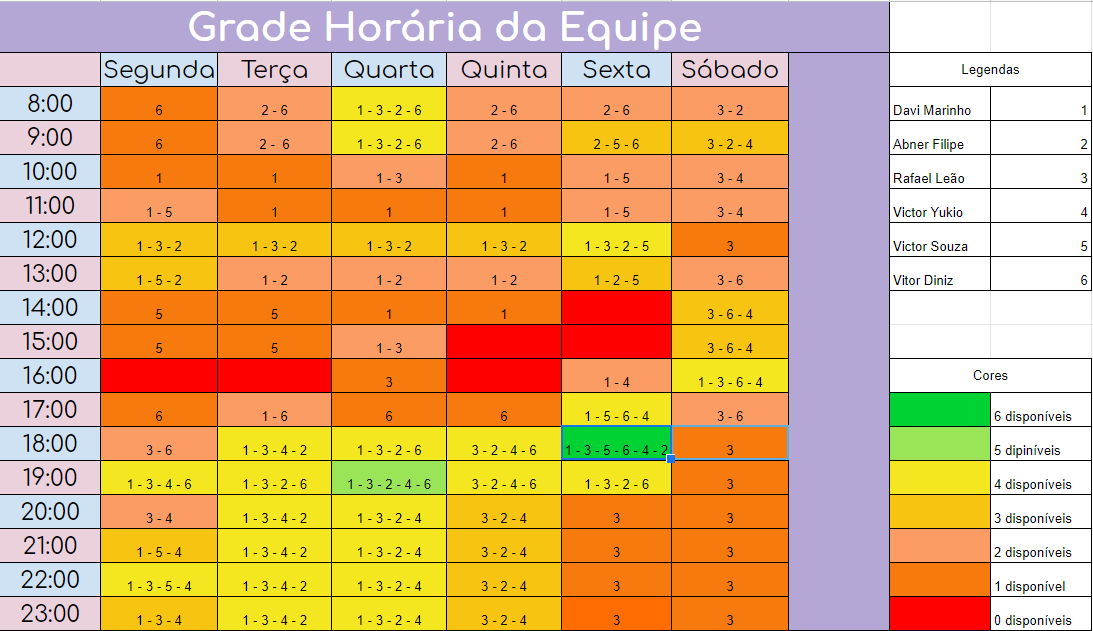 Grade Horária da Equipe
Segunda Terça Quarta Quinta Sexta Sábado Legendas
8:00 6 2 - 6 1 - 3 - 2 - 6 2 - 6 2 - 6 3 - 2 Davi Marinho 1
9:00 6 2 - 6 1 - 3 - 2 - 6 2 - 6 2 - 5 - 6 3 - 2 - 4 Abner Filipe 2
10:00 1 1 1 - 3 1 1 - 5 3 - 4 Rafael Leão 3
11:00 1 - 5 1 1 1 1 - 5 3 - 4 Victor Yukio 4
12:00 1 - 3 - 2 1 - 3 - 2 1 - 3 - 2 1 - 3 - 2 1 - 3 - 2 - 5 3 Victor Souza 5
13:00 1 - 5 - 2 1 - 2 1 - 2 1 - 2 1 - 2 - 5 3 - 6 Vitor Diniz 6
14:00 5 5 1 1 3 - 6 - 4
15:00 5 5 1 - 3 3 - 6 - 4
16:00 3 1 - 4 1 - 3 - 6 - 4 Cores
17:00 6 1 - 6 6 6 1 - 5 - 6 - 4 3 - 6 6 disponíveis
18:00 3 - 6 1 - 3 - 4 - 2 1 - 3 - 2 - 6 3 - 2 - 4 - 6 1 - 3 - 5 - 6 - 4 - 2 3 5 dipiníveis
19:00 1 - 3 - 4 - 6 1 - 3 - 2 - 6 1 - 3 - 2 - 4 - 6 3 - 2 - 4 - 6 1 - 3 - 2 - 6 3 4 disponíveis
20:00 3 - 4 1 - 3 - 4 - 2 1 - 3 - 2 - 4 3 - 2 - 4 3 3 3 disponíveis
21:00 1 - 5 - 4 1 - 3 - 4 - 2 1 - 3 - 2 - 4 3 - 2 - 4 3 3 2 disponíveis
22:00 1 - 3 - 5 - 4 1 - 3 - 4 - 2 1 - 3 - 2 - 4 3 - 2 - 4 3 3 1 disponível
23:00 1 - 3 - 4 1 - 3 - 4 - 2 1 - 3 - 2 - 4 3 - 2 - 4 3 3 0 disponíveis